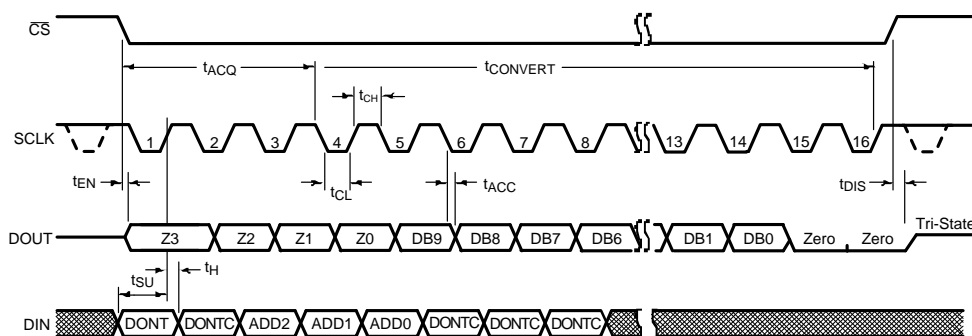 CS
tACQ
tCONVERT
tCH
SCLK
1 2 3 4 5 6 7 8 13 14 15 16
tEN
tCL
tACC
tDIS
Tri-State
DOUT
Z3 Z2 Z1 Z0 DB9 DB8 DB7 DB6 DB1 DB0 Zero Zero
tSU
tH
DIN
DONT DONTC ADD2 ADD1 ADD0 DONTC DONTC DONTC